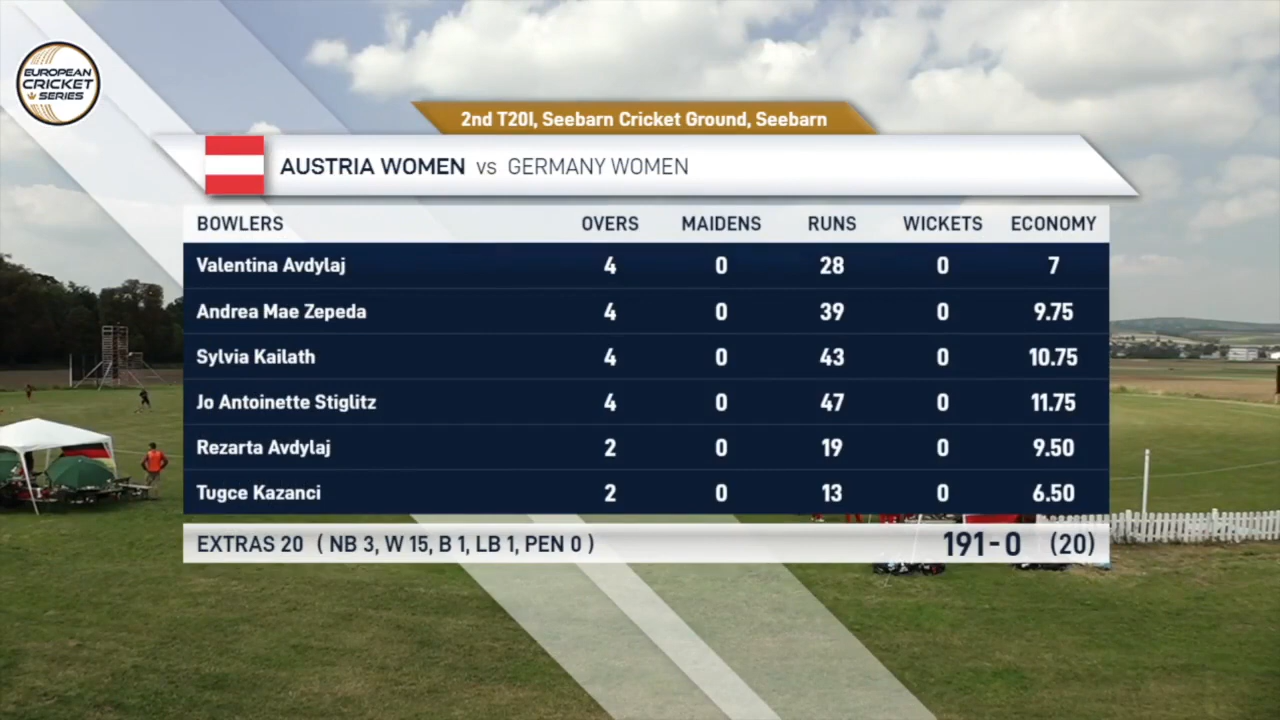 EUROPEAN
CRICKET
SERIES
2nd T20I, Seebarn Cricket Ground, Seebarn
AUSTRIA WOMEN vs GERMANY WOMEN
BOWLERS OVERS MAIDENS RUNS WICKETS ECONOMY
Valentina Avdylaj 4 0 28 0 7
Andrea Mae Zepeda 4 0 39 0 9.75
Sylvia Kailath 4 0 43 0 10.75
Jo Antoinette Stiglitz 4 0 47 0 11.75
Rezarta Avdylaj 2 0 19 0 9.50
Tugce Kazanci 2 0 13 0 6.50
EXTRAS 20 ( NB 3, W 15, B 1, LB 1, PEN 0 ) 191-0 (20)